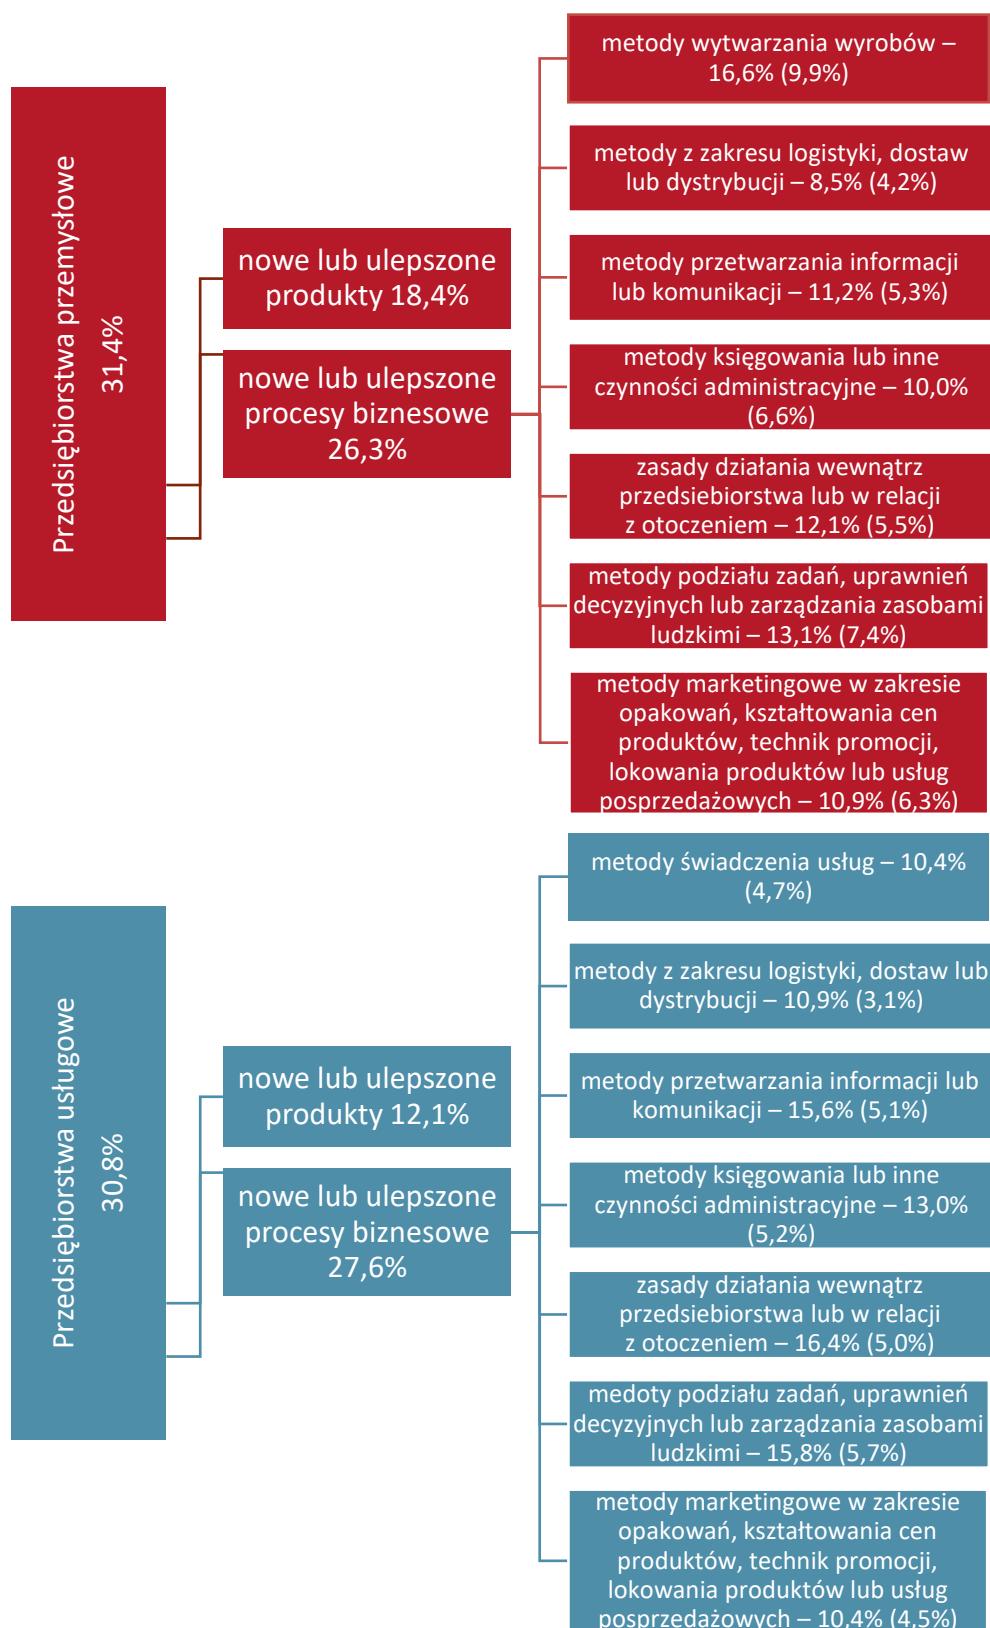 Przedsiębiorstwa przemysłowe
31,4%
nowe lub ulepszone
produkty 18,4%
nowe lub ulepszone
procesy biznesowe
26,3%
metody wytwarzania wyrobów –
16,6% (9,9%)
metody z zakresu logistyki, dostaw
lub dystrybucji – 8,5% (4,2%)
metody przetwarzania informacji
lub komunikacji – 11,2% (5,3%)
metody księgowania lub inne
czynności administracyjne – 10,0%
(6,6%)
zasady działania wewnątrz
przedsiebiorstwa lub w relacji
z otoczeniem – 12,1% (5,5%)
metody podziału zadań, uprawnień
decyzyjnych lub zarządzania zasobami
ludzkimi – 13,1% (7,4%)
metody marketingowe w zakresie
opakowań, kształtowania cen
produktów, technik promocji,
lokowania produktów lub usług
posprzedażowych – 10,9% (6,3%)
Przedsiębiorstwa usługowe
30,8%
nowe lub ulepszone
produkty 12,1%
nowe lub ulepszone
procesy biznesowe
27,6%
metody świadczenia usług – 10,4%
(4,7%)
metody z zakresu logistyki, dostaw lub
dystrybucji – 10,9% (3,1%)
metody przetwarzania informacji lub
komunikacji – 15,6% (5,1%)
metody księgowania lub inne
czynności administracyjne – 13,0%
(5,2%)
zasady działania wewnątrz
przedsiebiorstwa lub w relacji
z otoczeniem – 16,4% (5,0%)
medoty podziału zadań, uprawnień
decyzyjnych lub zarządzania zasobami
ludzkimi – 15,8% (5,7%)
metody marketingowe w zakresie
opakowań, kształtowania cen
produktów, technik promocji,
lokowania produktów lub usług
posprzedażowych – 10,4% (4,5%)